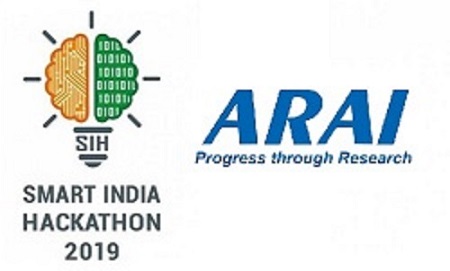 SIH
SMART INDIA
HACKATHON
2019
ARAI
Progress through Research